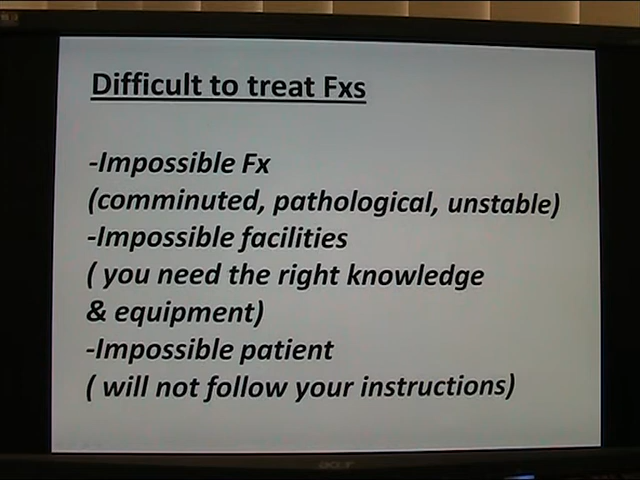 Difficult to treat Fxs
-Impossible Fx
(comminuted, pathological, unstable)
-Impossible facilities
( you need the right knowledge
& equipment)
-Impossible patient
( will not follow your instructions)
acer